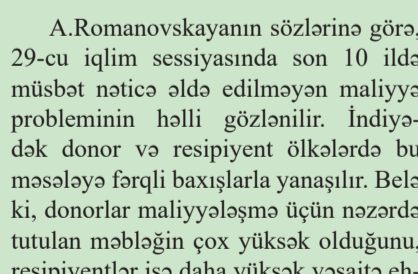 A.Romanovskayanın sözlərinə görə,
29-cu iqlim sessiyasında son 10 ildə
müsbət nəticə əldə edilməyən maliyyə
probleminin həlli gözlənilir. İndiyə-
dək donor və resipiyent ölkələrdə bu
məsələyə fərqli baxışlarla yanaşılır. Belə
ki, donorlar maliyyələşmə üçün nəzərdə
tutulan məbləğin çox yüksək olduğunu,
resipiyentlər isə daha yüksək vəsaitə eh-